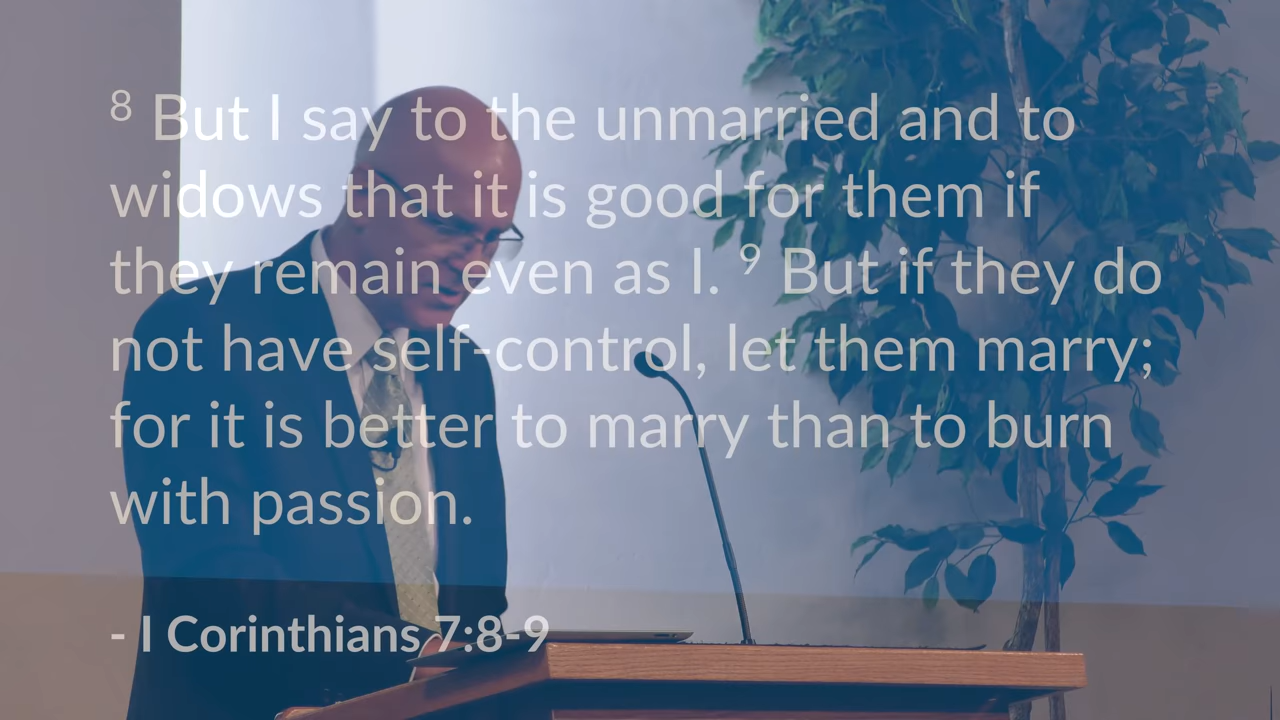 8 But I say to the unmarried and to
widows that it is good for them if
they remain even as I. 9 But if they do
not have self-control, let them marry;
for it is better to marry than to burn
with passion.
- I Corinthians 7:8-9